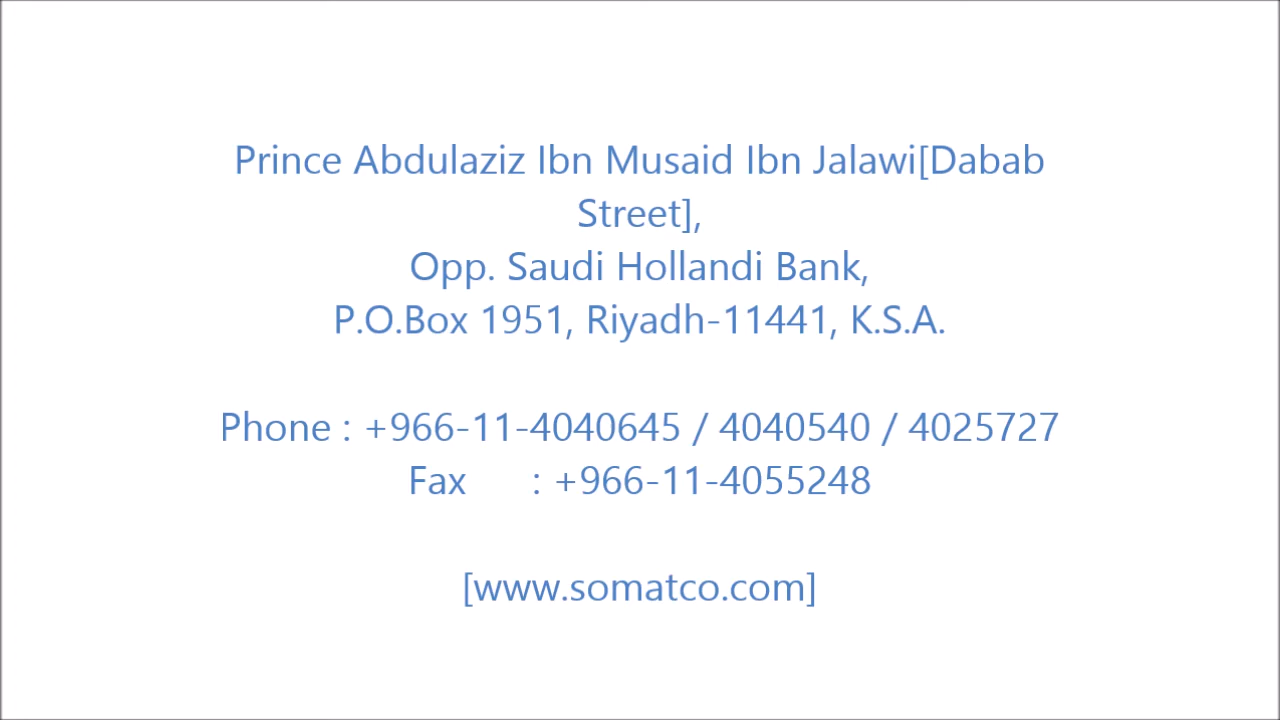 Prince Abdulaziz Ibn Musaid Ibn Jalawi[Dabab
Street],
Opp. Saudi Hollandi Bank,
P.O.Box 1951, Riyadh-11441, K.S.A.
Phone : +966-11-4040645 / 4040540 / 4025727
Fax : +966-11-4055248
[www.somatco.com]